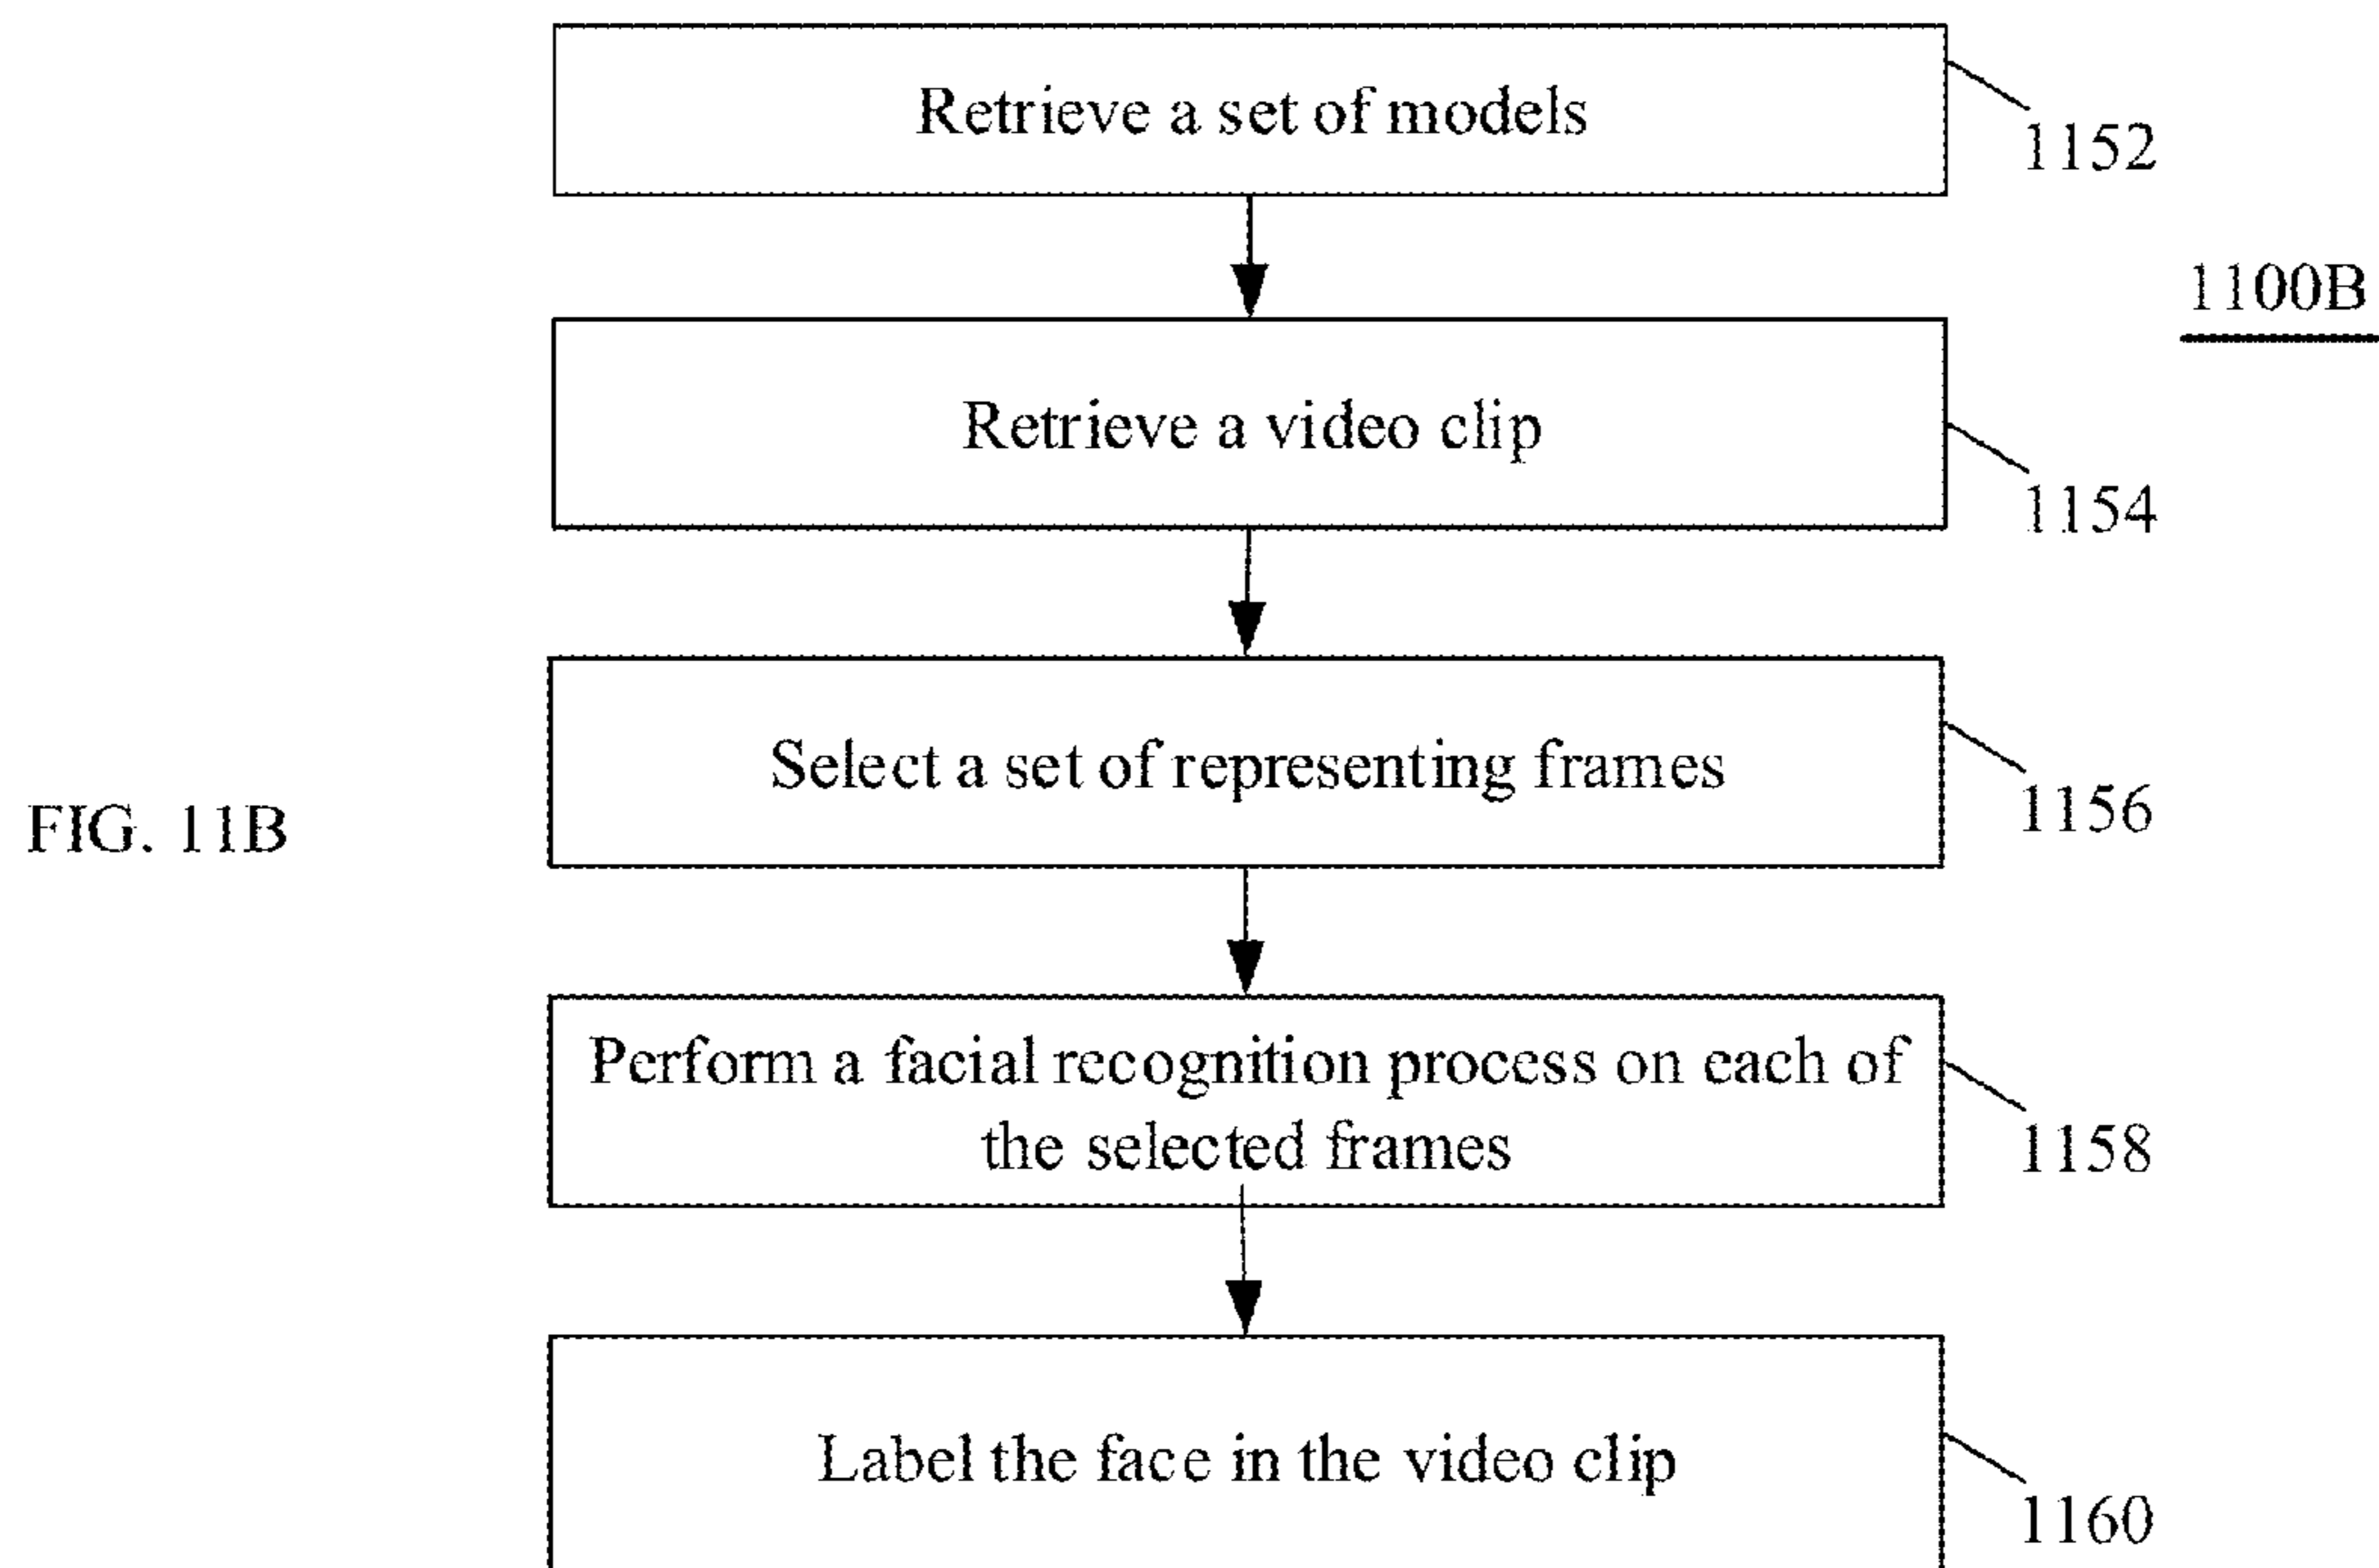 Retrieve a set of models
1152
1100B
Retrieve a video clip
1154
Select a set of representing frames
1156
FIG. 11B
Perform a facial recognition process on each of
the selected frames
1158
Label the face in the video clip
1160